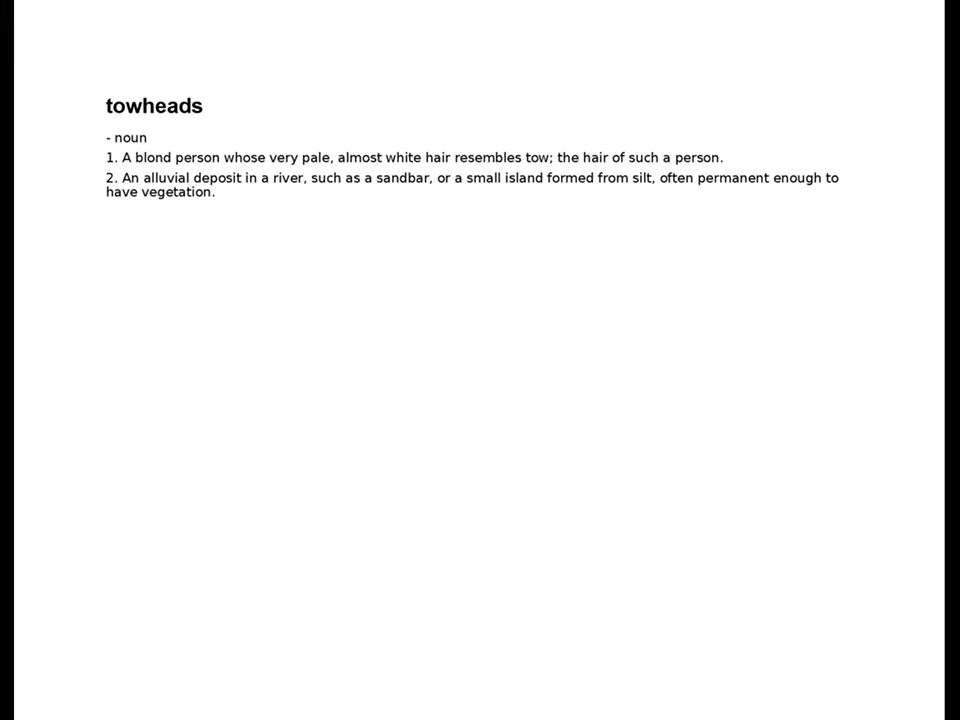 towheads
- noun
1. A blond person whose very pale, almost white hair resembles tow; the hair of such a person.
2. An alluvial deposit in a river, such as a sandbar, or a small island formed from silt, often permanent enough to
have vegetation.